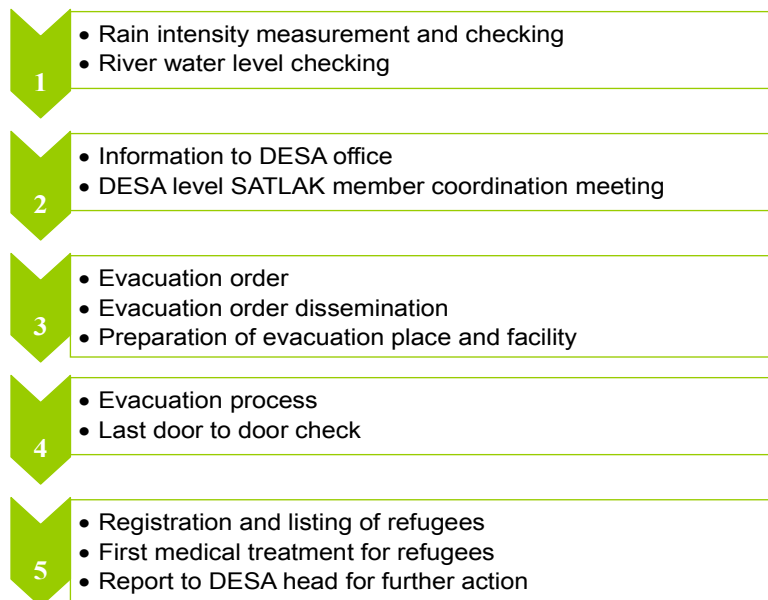 • Rain intensity measurement and checking
• River water level checking
1
• Information to DESA office
• DESA level SATLAK member coordination meeting
2
• Evacuation order
• Evacuation order dissemination
• Preparation of evacuation place and facility
3
• Evacuation process
• Last door to door check
4
• Registration and listing of refugees
• First medical treatment for refugees
• Report to DESA head for further action
5